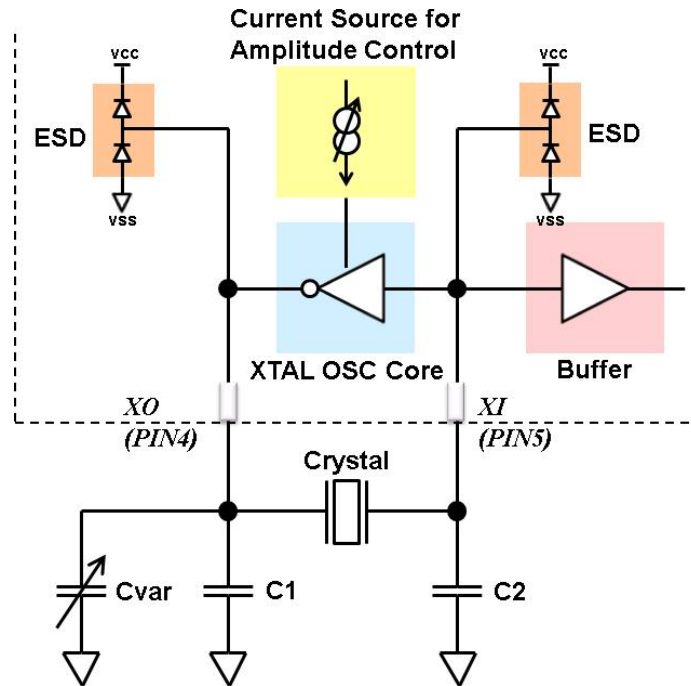 Current Source for
Amplitude Control
vcc
vcc
ESD
ESD
vss
vss
XTAL OSC Core
Buffer
XO
(PIN4)
XI
(PIN5)
Crystal
Cvar
C1
C2